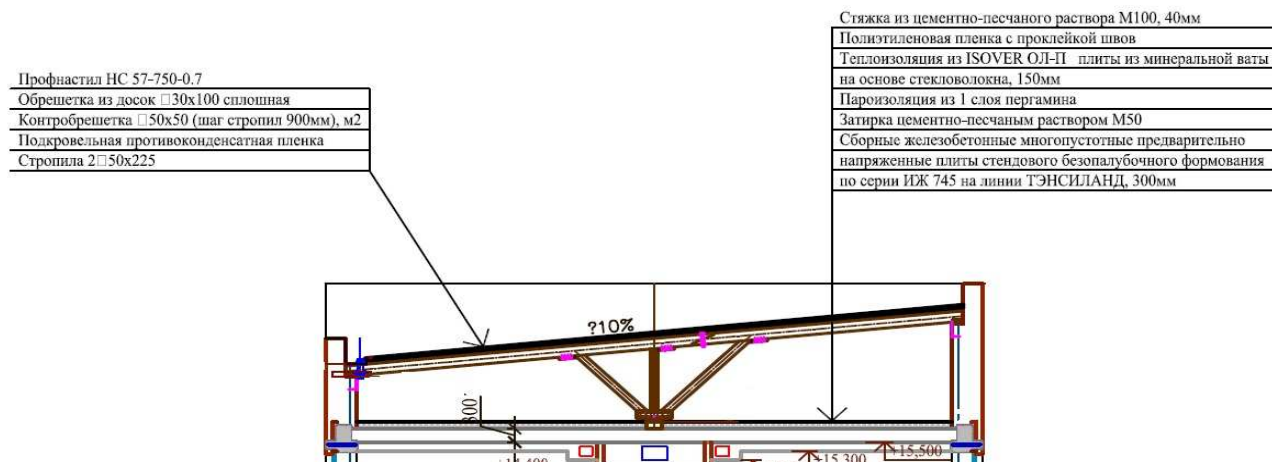 Профнастил НС 57-750-0.7
Обрешетка из досок □30х100 сплошная
Контробрешетка □50х50 (шаг стропил 900мм), м2
Подкровельная противоконденсатная пленка
Стропила 2□50х225
Стяжка из цементно-песчаного раствора М100, 40мм
Полиэтиленовая пленка с проклейкой швов
Теплоизоляция из ISOVER ОЛ-П плиты из минеральной ваты
на основе стекловолокна, 150мм
Пароизоляция из 1 слоя пергамина
Затирка цементно-песчаным раствором М50
Сборные железобетонные многопустотные предварительно
напряженные плиты стендового безопалубочного формования
по серии ИЖ 745 на линии ТЭНСИЛАНД, 300мм
?10%
+15,500
+15,300